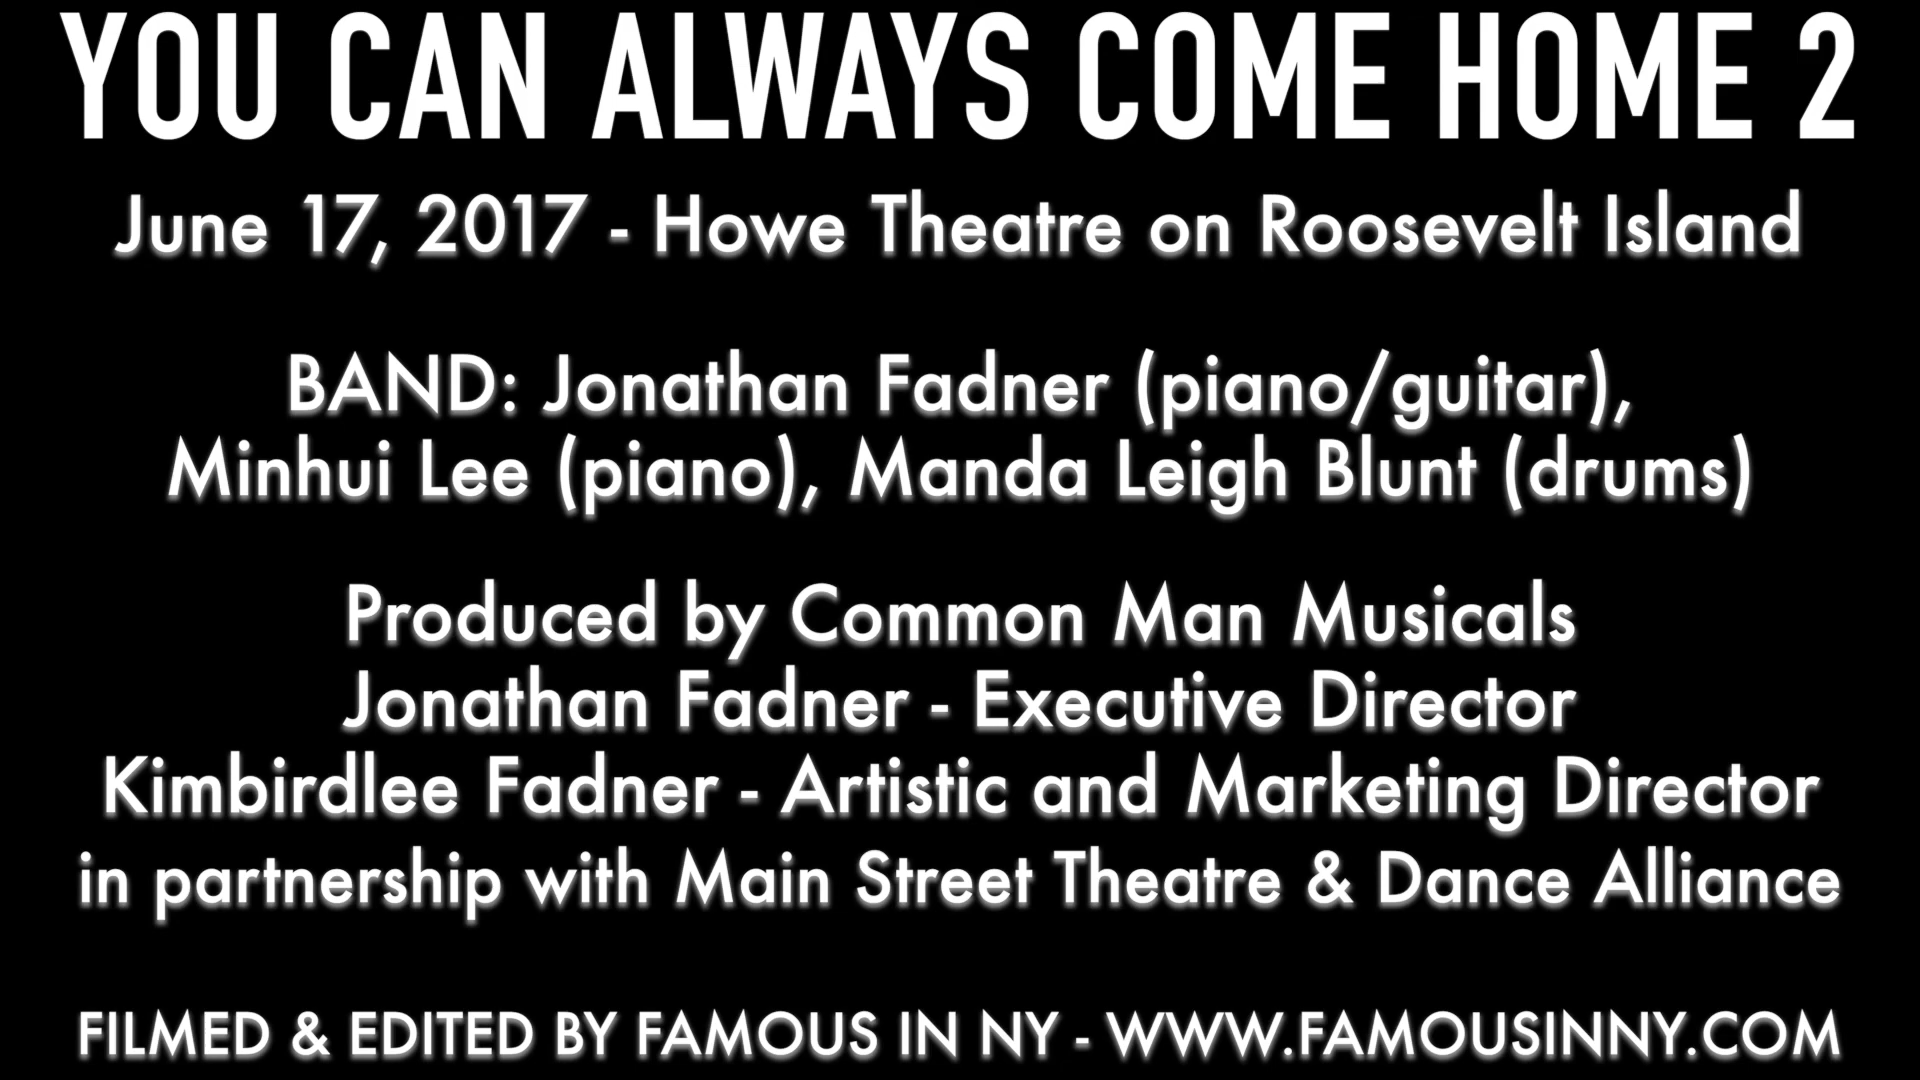 YOU CAN ALWAYS COME HOME 2
June 17, 2017 - Howe Theatre on Roosevelt Island
BAND: Jonathan Fadner (piano/guitar),
Minhui Lee (piano), Manda Leigh Blunt (drums)
Produced by Common Man Musicals
Jonathan Fadner - Executive Director
Kimbirdlee Fadner - Artistic and Marketing Director
in partnership with Main Street Theatre & Dance Alliance
FILMED & EDITED BY FAMOUS IN NY - WWW.FAMOUSINNY.COM